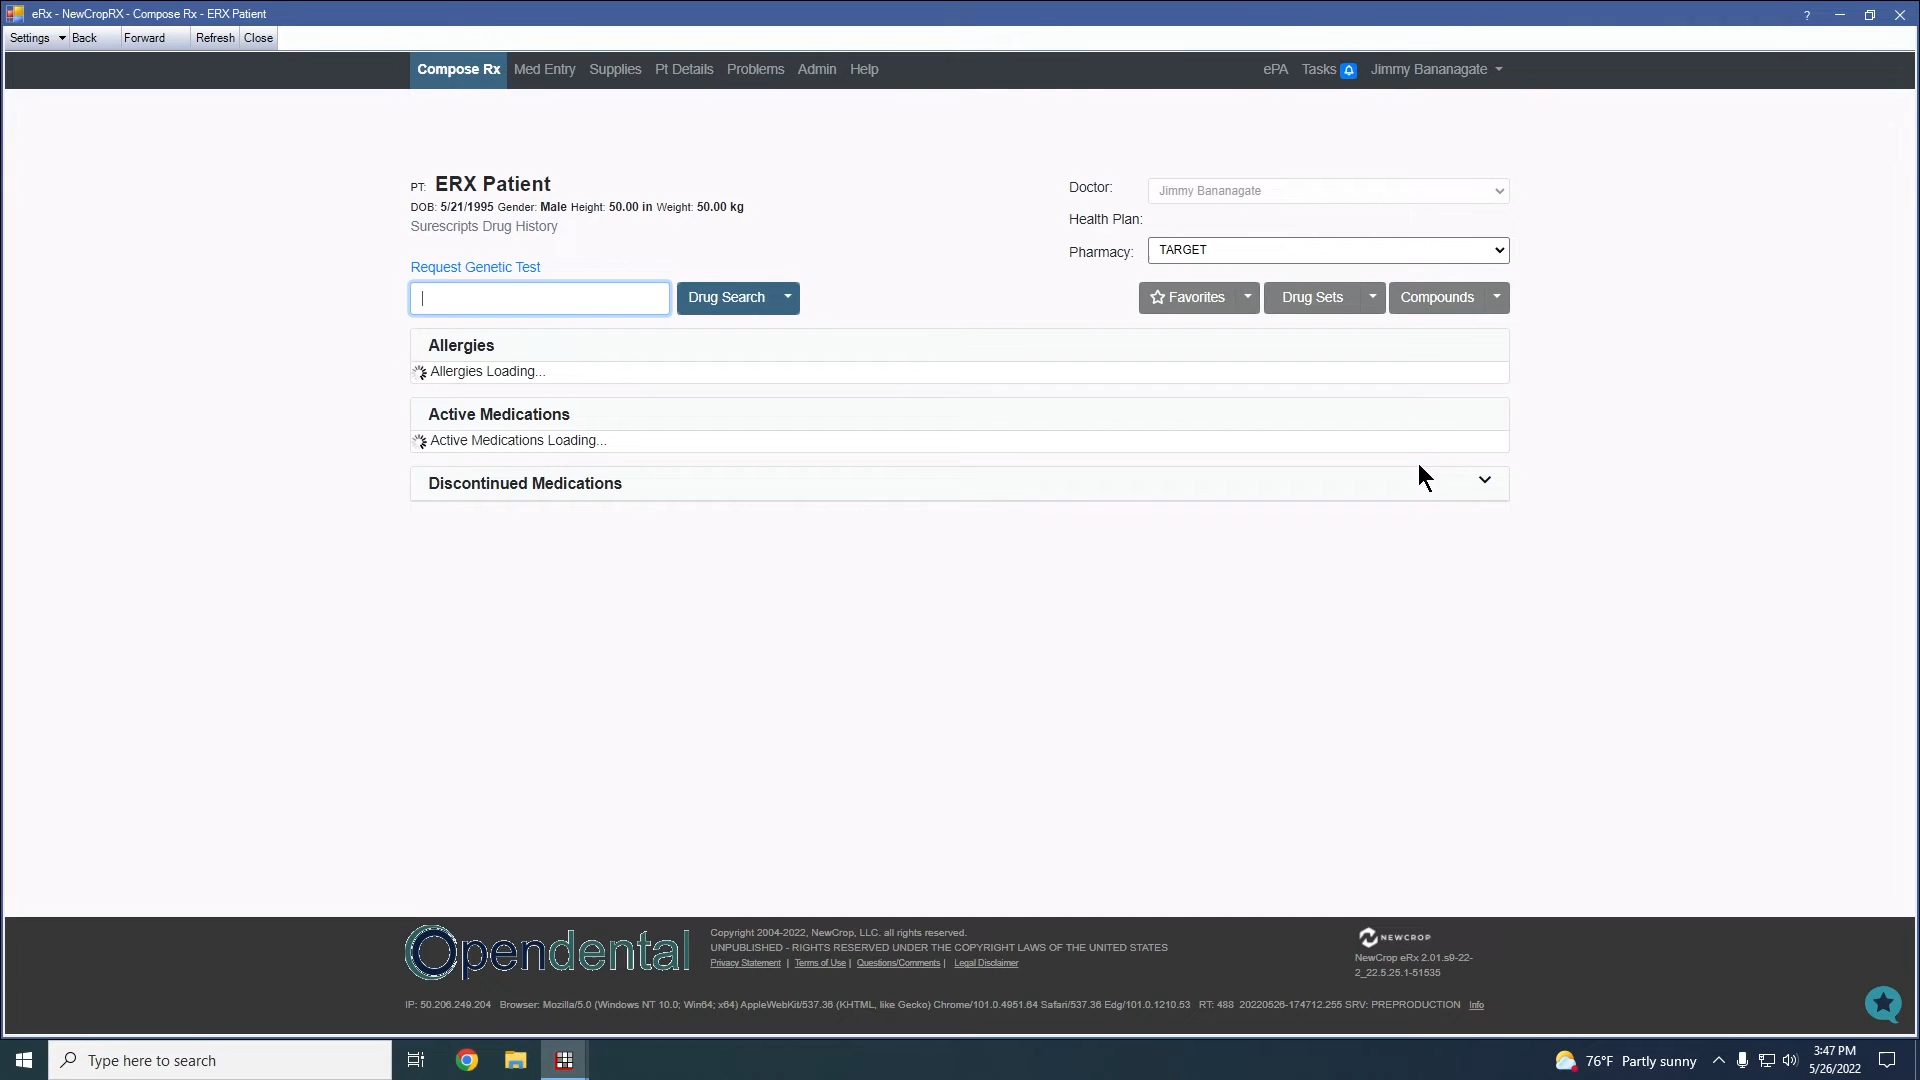 eRx - NewCropRX - Compose Rx - ERX Patient
?
Settings Back Forward Refresh Close
Compose Rx Med Entry Supplies Pt Details Problems Admin Help ePA Tasks Jimmy Bananagate
PT: ERX Patient
DOB: 5/21/1995 Gender: Male Height: 50.00 in Weight: 50.00 kg
Surescripts Drug History
Doctor: Jimmy Bananagate
Health Plan:
Pharmacy: TARGET
Request Genetic Test
Drug Search Favorites Drug Sets Compounds
Allergies
Allergies Loading...
Active Medications
Active Medications Loading...
Discontinued Medications
Opendental
Copyright 2004-2022, NewCrop, LLC. all rights reserved.
UNPUBLISHED - RIGHTS RESERVED UNDER THE COPYRIGHT LAWS OF THE UNITED STATES
Privacy Statement | Terms of Use | Questions/Comments | Legal Disclaimer
NEWCROP
NewCrop eRx 2.01.s9-22-
2_22.5.25.1-51535
IP: 50.206.249.204 Browser: Mozilla/5.0 (Windows NT 10.0; Win64; x64) AppleWebKit/537.36 (KHTML, like Gecko) Chrome/101.0.4951.64 Safari/537.36 Edg/101.0.1210.53 RT: 488 20220526-174712.255 SRV: PREPRODUCTION Info
Type here to search
76°F Partly sunny
3:47 PM
5/26/2022